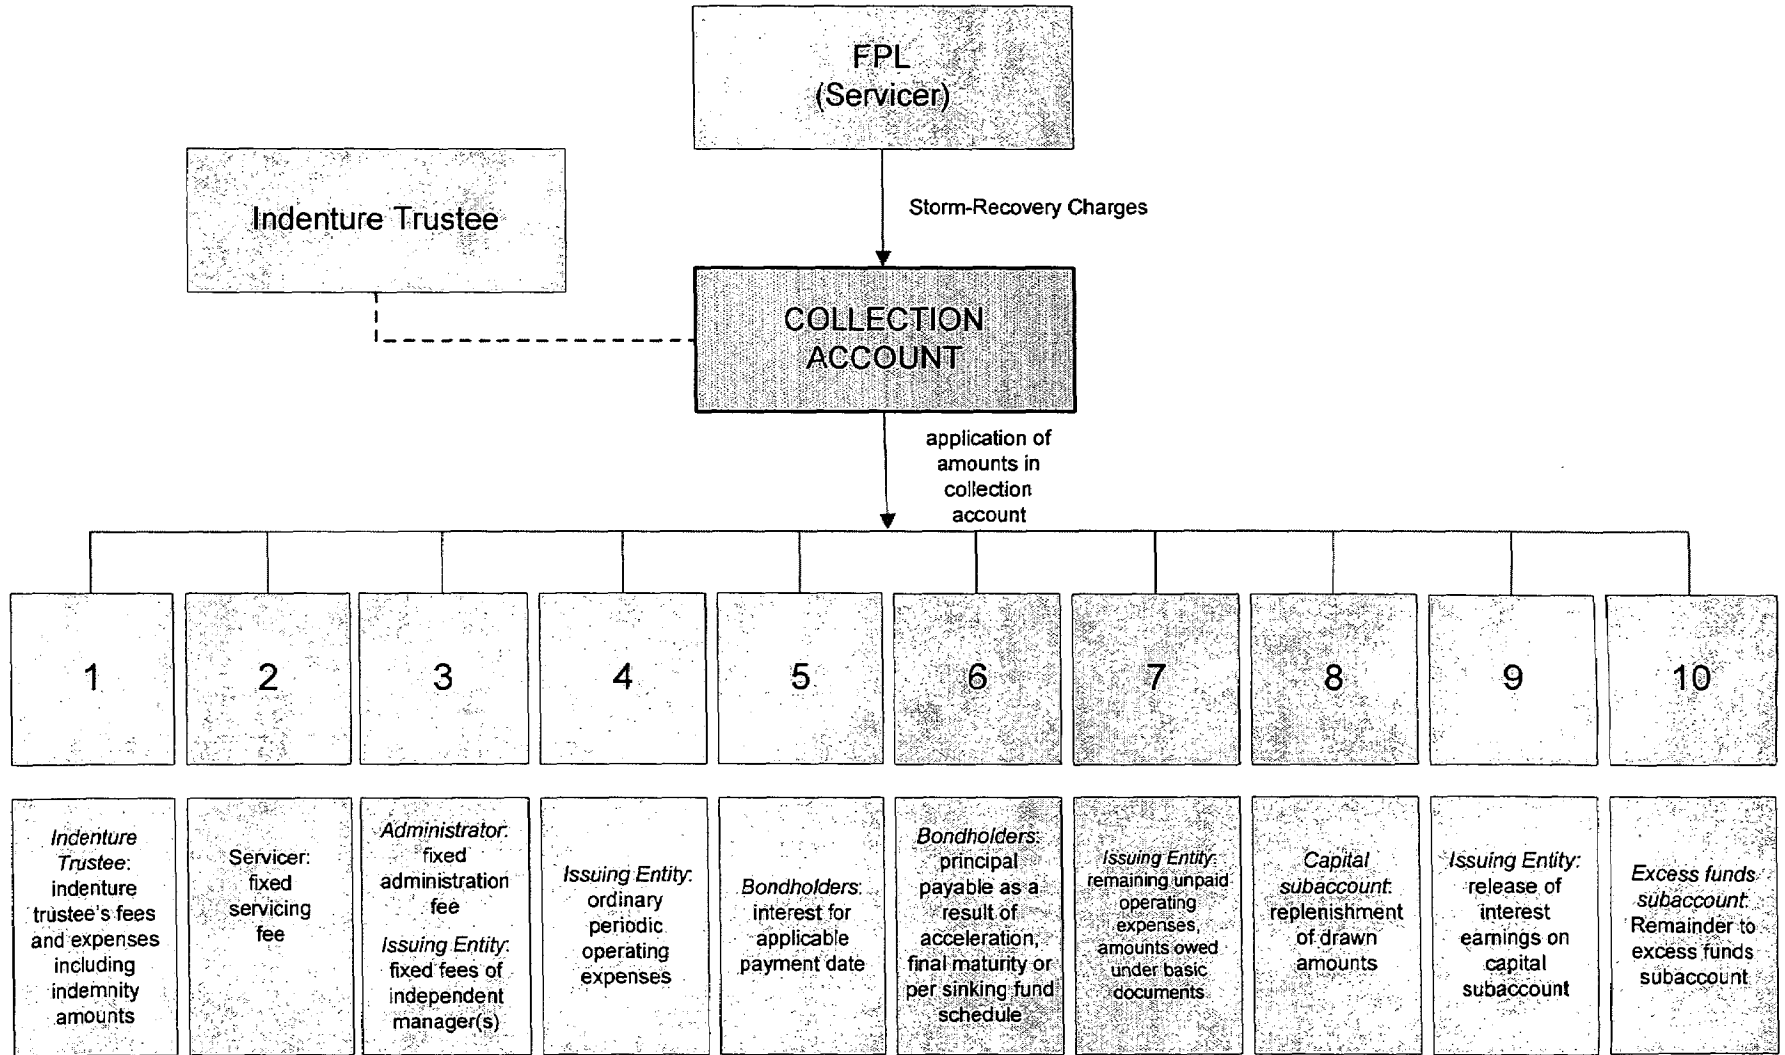 FPL
(Servicer)
Indenture Trustee
Storm-Recovery Charges
COLLECTION
ACCOUNT
application of
amounts in
collection
account
1
2
3
4
5
6
7
8
9
10
Indenture
Trustee:
indenture
trustee's fees
and expenses
including
indemnity
amounts
Servicer:
fixed
servicing
fee
Administrator:
fixed
administration
fee
Issuing Entity:
fixed fees of
independent
manager(s)
Issuing Entity:
ordinary
periodic
operating
expenses
Bondholders:
interest for
applicable
payment date
Bondholders:
principal
payable as a
result of
acceleration,
final maturity or
per sinking fund
schedule
Issuing Entity:
remaining unpaid
operating
expenses,
amounts owed
under basic
documents
Capital
subaccount:
replenishment
of drawn
amounts
Issuing Entity:
release of
interest
earnings on
capital
subaccount
Excess funds
subaccount:
Remainder to
excess funds
subaccount